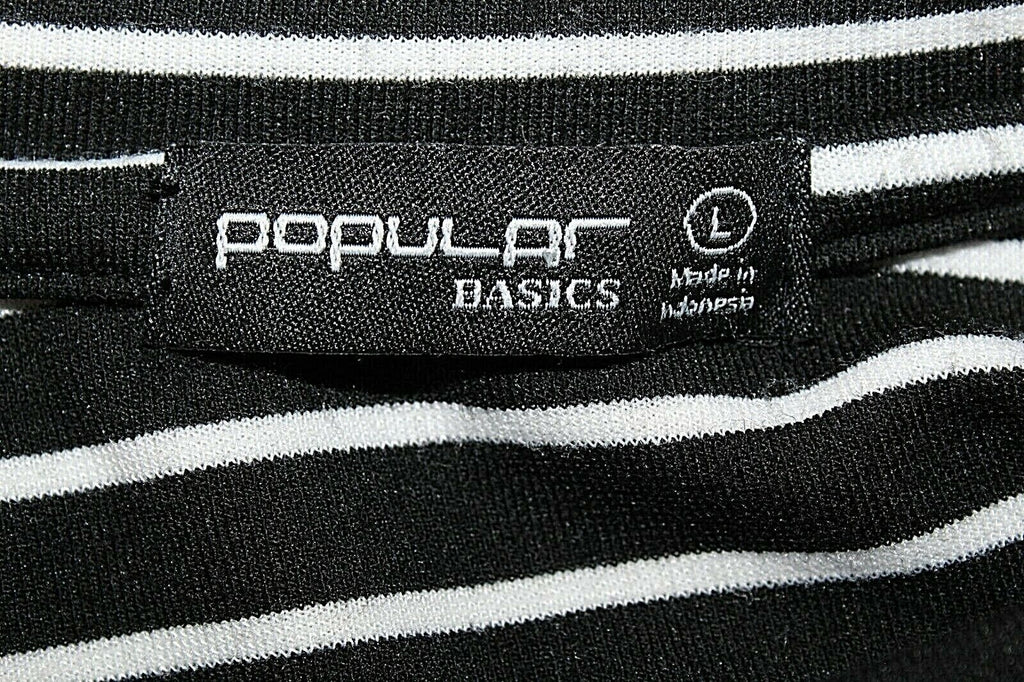 POPULAR
BASICS
L
Made in
Indonesia